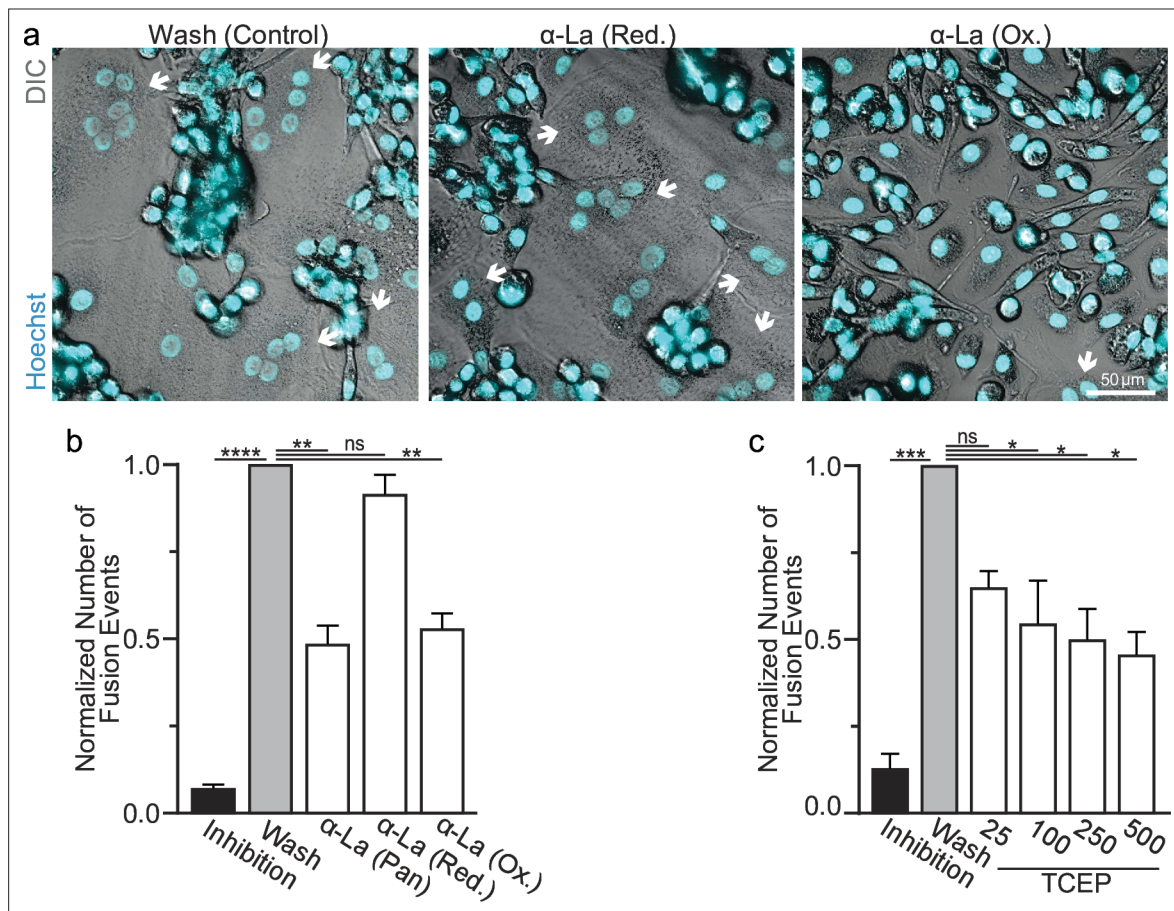 a
Wash (Control)
α-La (Red.)
α-La (Ox.)
DIC
Hoechst
50 μm
b
Normalized Number of
Fusion Events
1.0
0.5
0.0
****
**
ns
**
Inhibition
Wash
α-La (Pan)
α-La (Red.)
α-La (Ox.)
c
Normalized Number of
Fusion Events
1.0
0.5
0.0
***
ns
*
*
*
Inhibition
Wash
25
100
250
500
TCEP